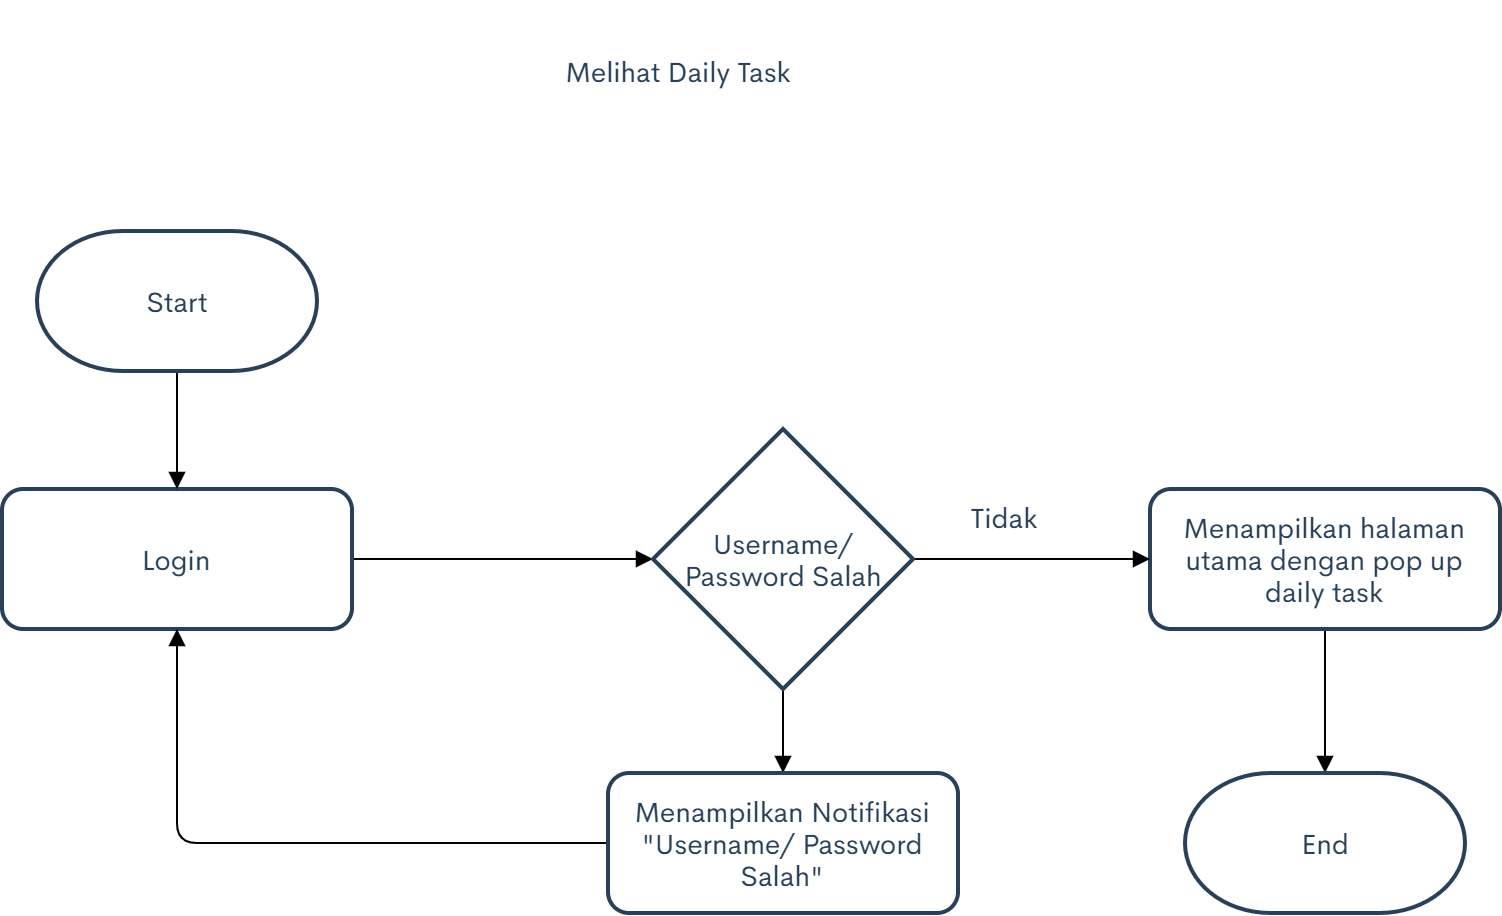 Melihat Daily Task
Start
Login
Username/
Password Salah
Tidak
Menampilkan halaman
utama dengan pop up
daily task
Menampilkan Notifikasi
"Username/ Password
Salah"
End